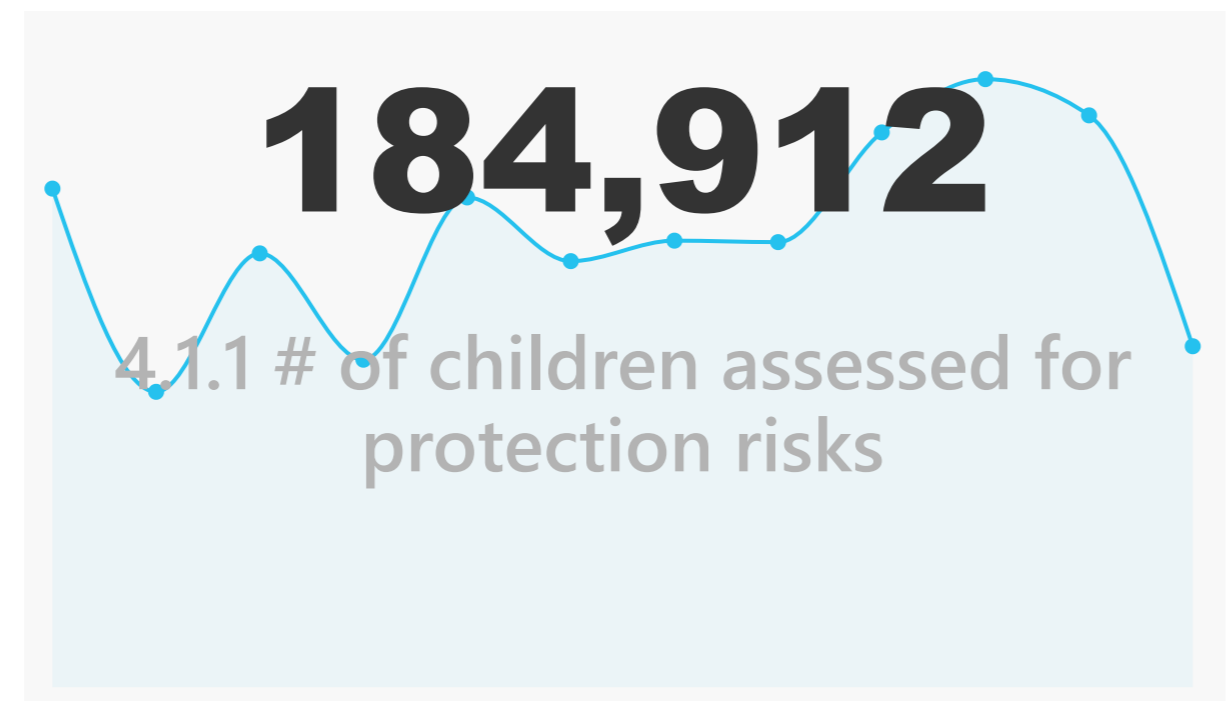 184,912
4.1.1 # of children assessed for
protection risks